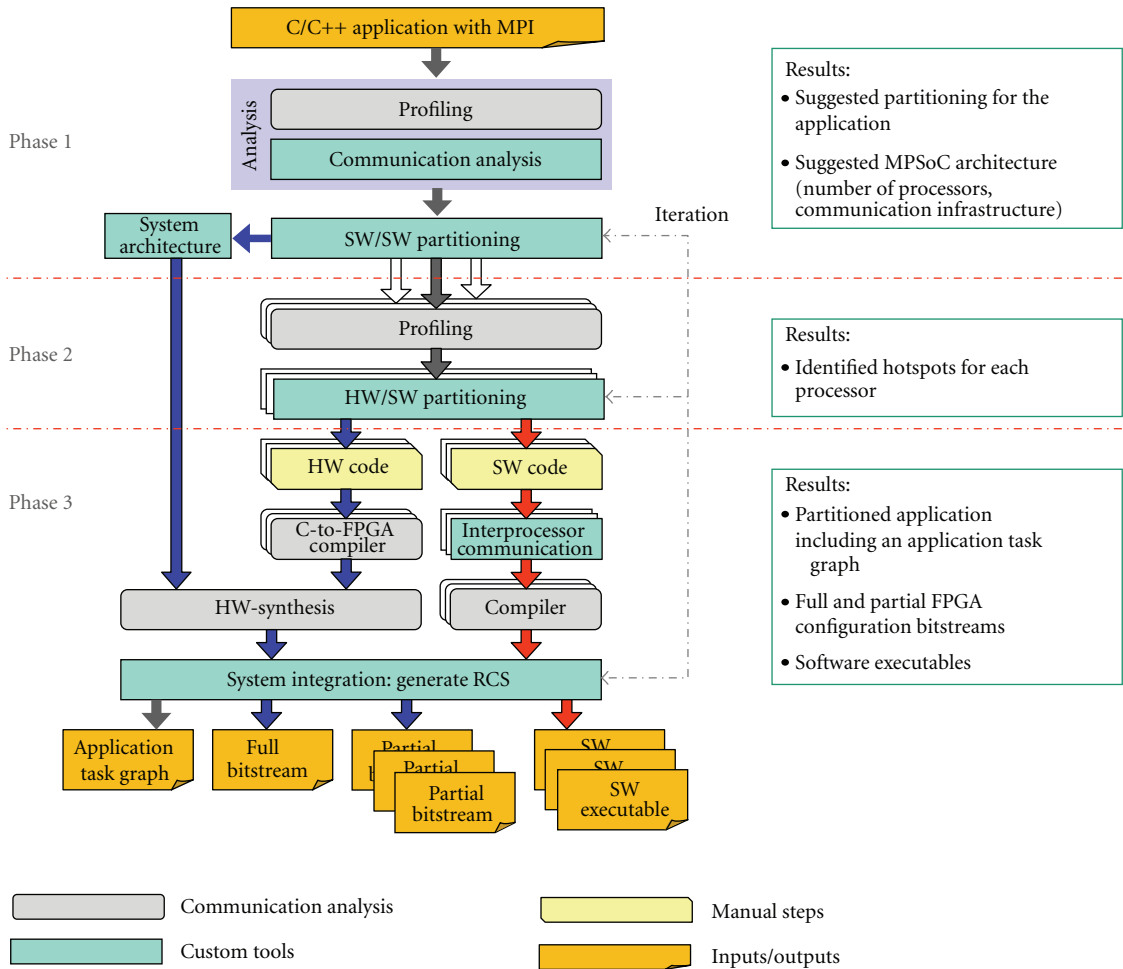 C/C++ application with MPI
Phase 1
Analysis
Profiling
Communication analysis
System
architecture
SW/SW partitioning
Iteration
Results:
• Suggested partitioning for the
application
• Suggested MPSoC architecture
(number of processors,
communication infrastructure)
Phase 2
Profiling
HW/SW partitioning
Results:
• Identified hotspots for each
processor
Phase 3
HW code
SW code
C-to-FPGA
compiler
Interprocessor
communication
HW-synthesis
Compiler
System integration: generate RCS
Results:
• Partitioned application
including an application task
graph
• Full and partial FPGA
configuration bitstreams
• Software executables
Application
task graph
Full
bitstream
Partial
b
Partial
Partial
bitstream
SW
SW
SW
executable
Communication analysis
Custom tools
Manual steps
Inputs/outputs